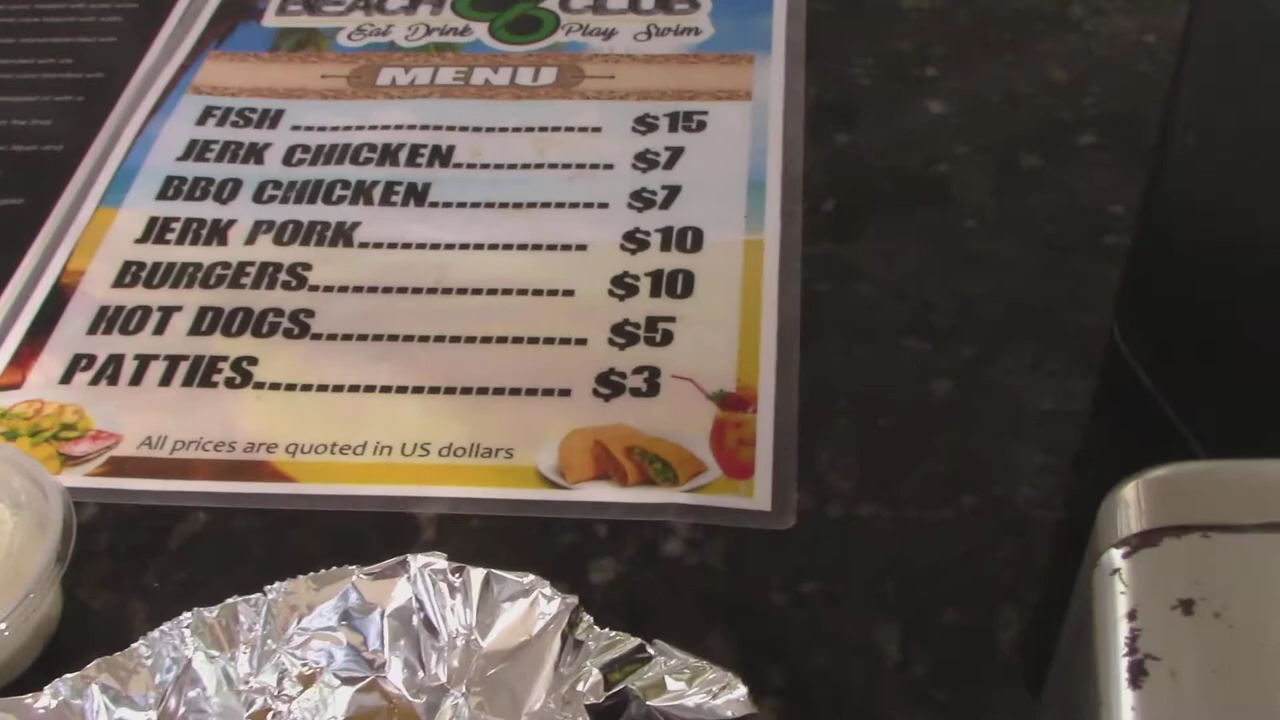 BEACH CLUB
Eat Drink Play Swim
MENU
FISH ............................... $15
JERK CHICKEN................ $7
BBQ CHICKEN.................. $7
JERK PORK....................... $10
BURGERS.......................... $10
HOT DOGS........................... $5
PATTIES............................... $3
All prices are quoted in US dollars